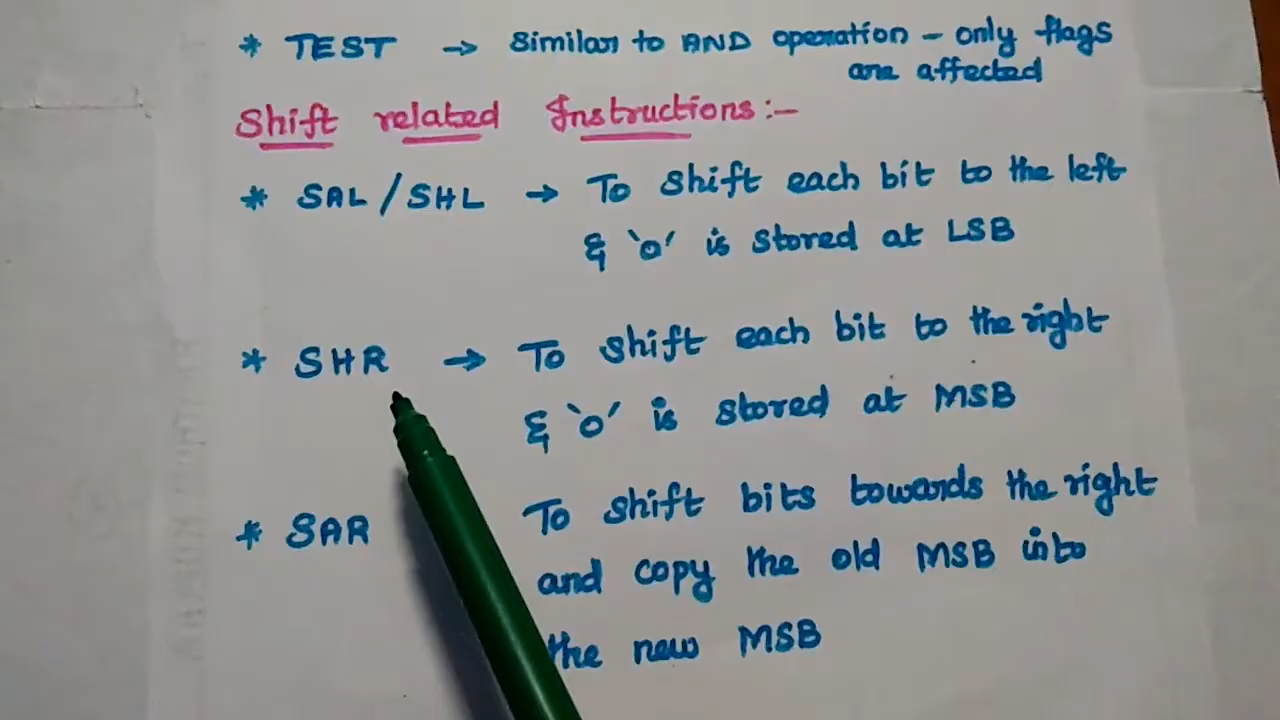 * TEST → Similar to AND operation - only flags
are affected
Shift related Instructions :-
* SAL / SHL → To shift each bit to the left
& 'o' is stored at LSB
* SHR → To shift each bit to the right
& 'o' is stored at MSB
* SAR To shift bits towards the right
and copy the old MSB into
the new MSB